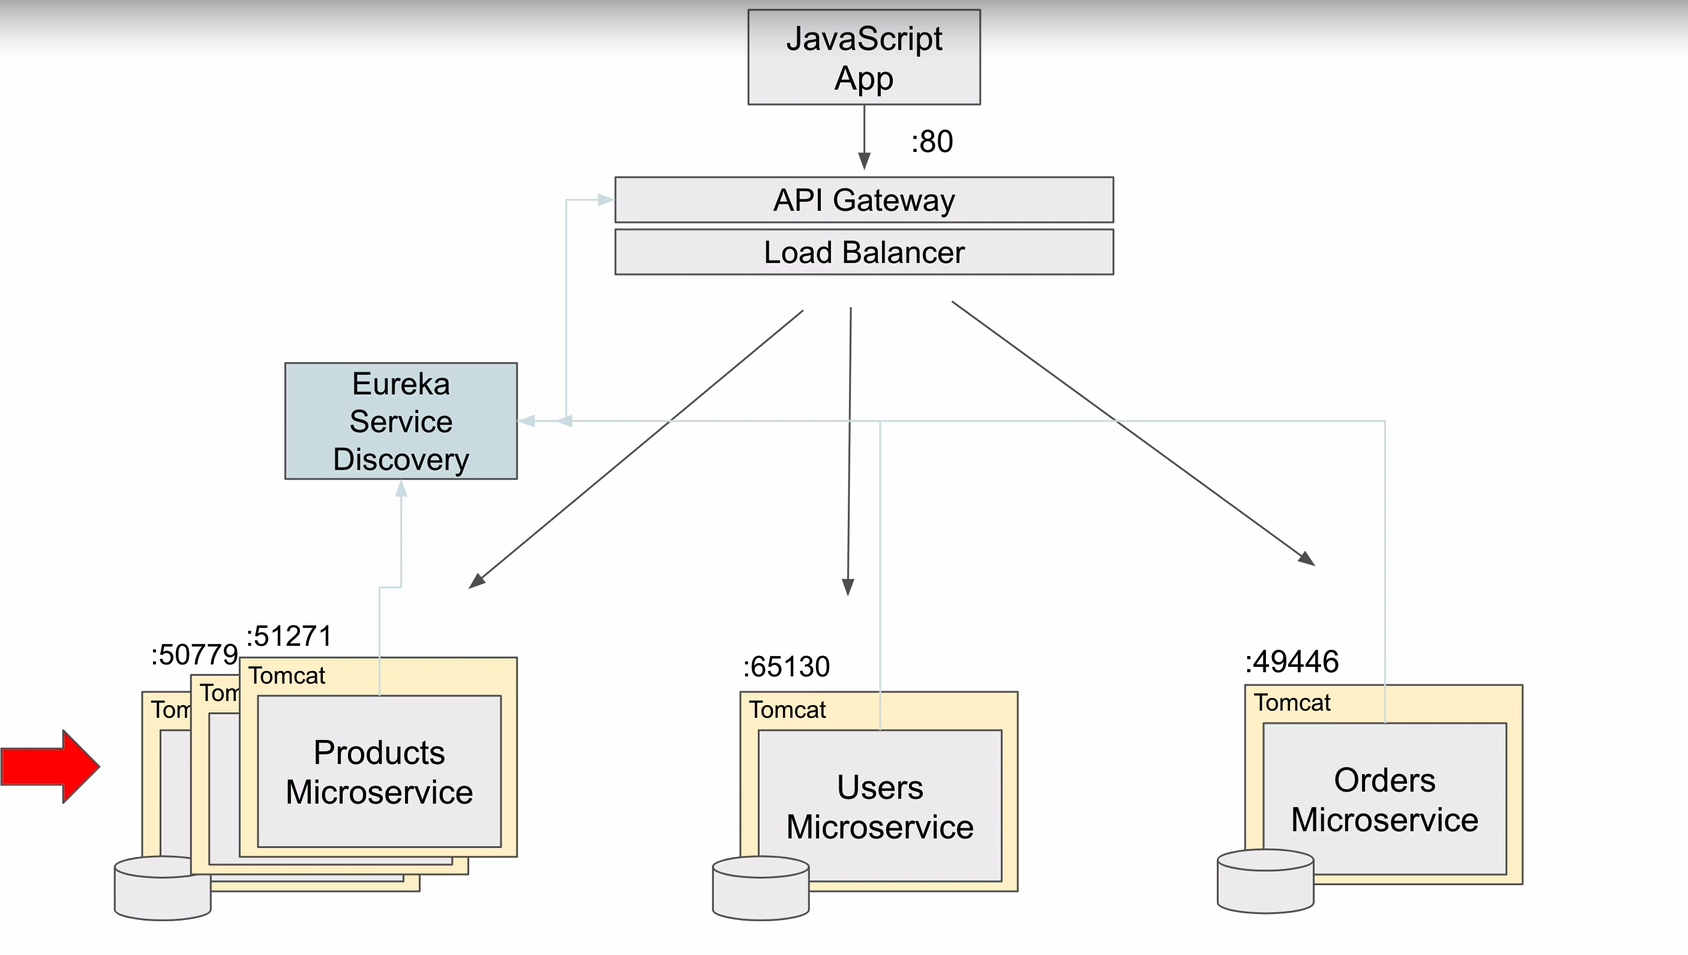 JavaScript
App
:80
API Gateway
Load Balancer
Eureka
Service
Discovery
:50779
:51271
Tom
Tom
Tomcat
Products
Microservice
:65130
Tomcat
Users
Microservice
:49446
Tomcat
Orders
Microservice